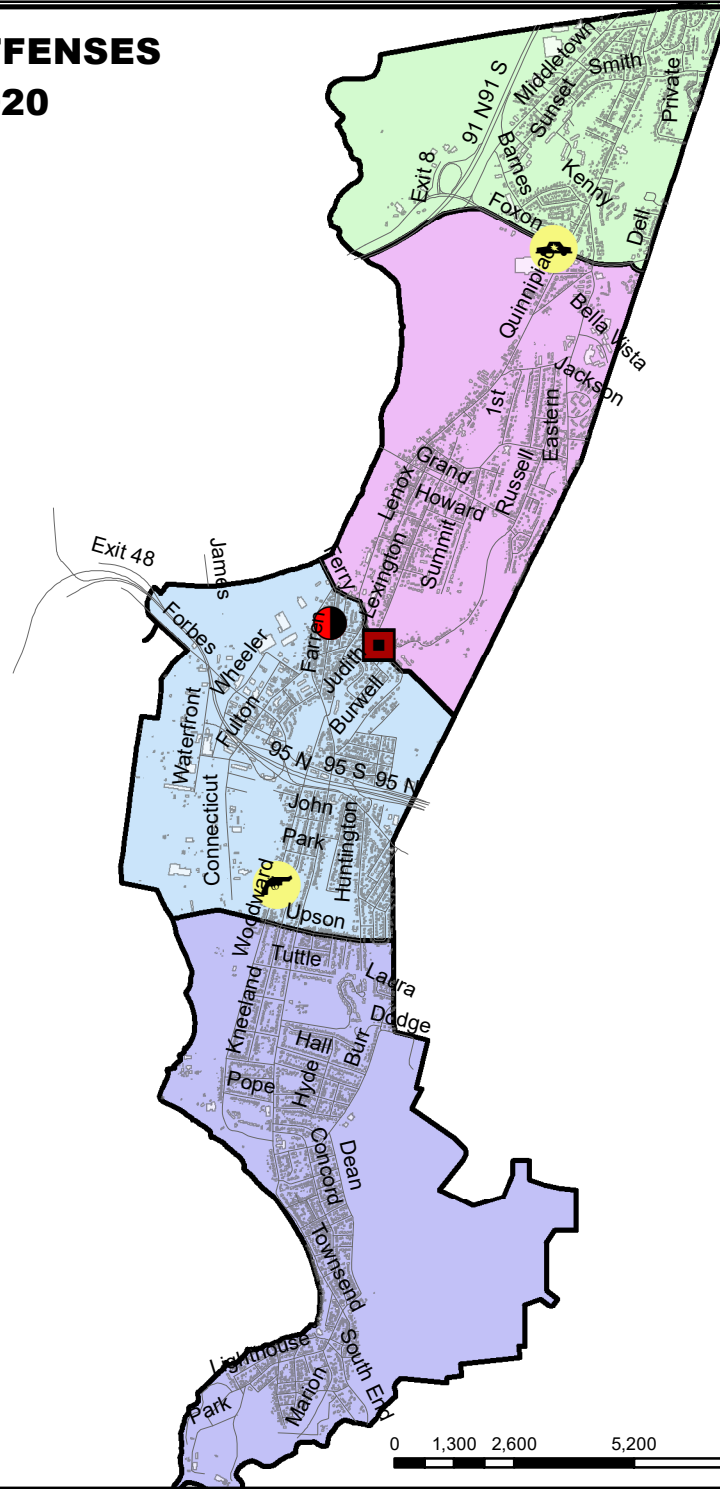 FFENSES
20
Middletown
Smith
Private
91 N
91 S
Sunset
Exit 8
Barnes
Kenny
Foxon
Dell
Quinnipiac
Bella Vista
Jackson
1st
Eastern
Grand
Russell
Lenox
Howard
Summit
Exit 48
James
Ferry
Lexington
Forbes
Farren
Wheeler
Judith
Burwell
Fulton
Waterfront
95 N
95 S
95 N
Connecticut
John
Park
Huntington
Woodward
Upson
Tuttle
Laura
Kneeland
Dodge
Hall
Burr
Pope
Hyde
Concord
Dean
Townsend
Lighthouse
South End
Marion
Park
0 1,300 2,600 5,200